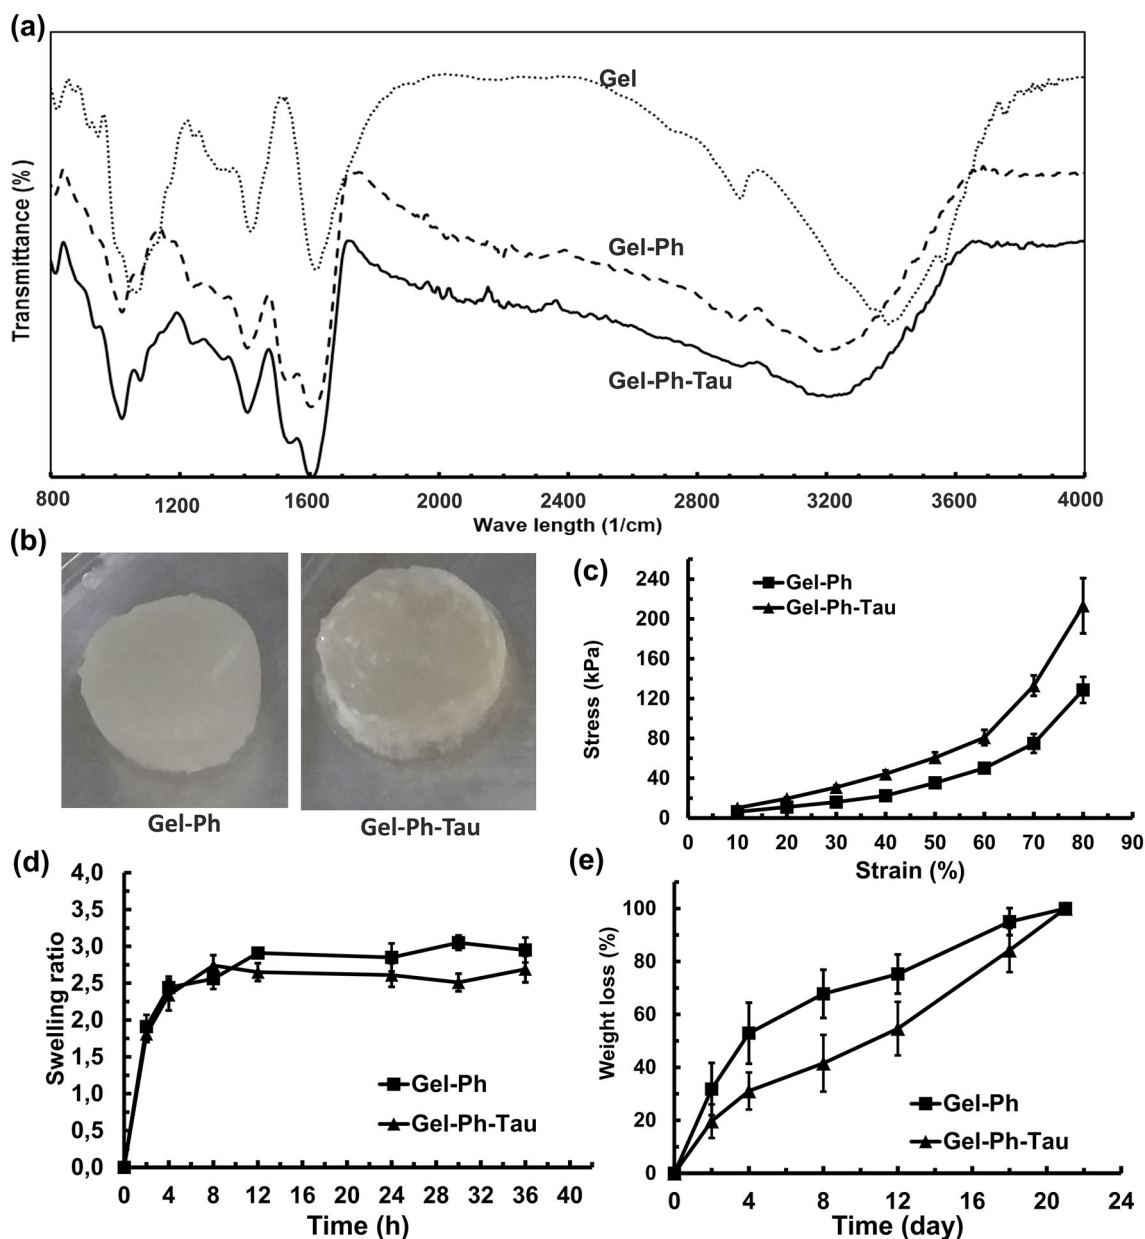 (a)
Transmittance (%)
Gel
Gel-Ph
Gel-Ph-Tau
800 1200 1600 2000 2400 2800 3200 3600 4000
Wave length (1/cm)
(b)
Gel-Ph
Gel-Ph-Tau
(c)
Stress (kPa)
240
200
160
120
80
40
0
Gel-Ph
Gel-Ph-Tau
0 10 20 30 40 50 60 70 80 90
Strain (%)
(d)
Swelling ratio
4,0
3,5
3,0
2,5
2,0
1,5
1,0
0,5
0,0
Gel-Ph
Gel-Ph-Tau
0 4 8 12 16 20 24 28 32 36 40
Time (h)
(e)
Weight loss (%)
100
80
60
40
20
0
Gel-Ph
Gel-Ph-Tau
0 4 8 12 16 20 24
Time (day)